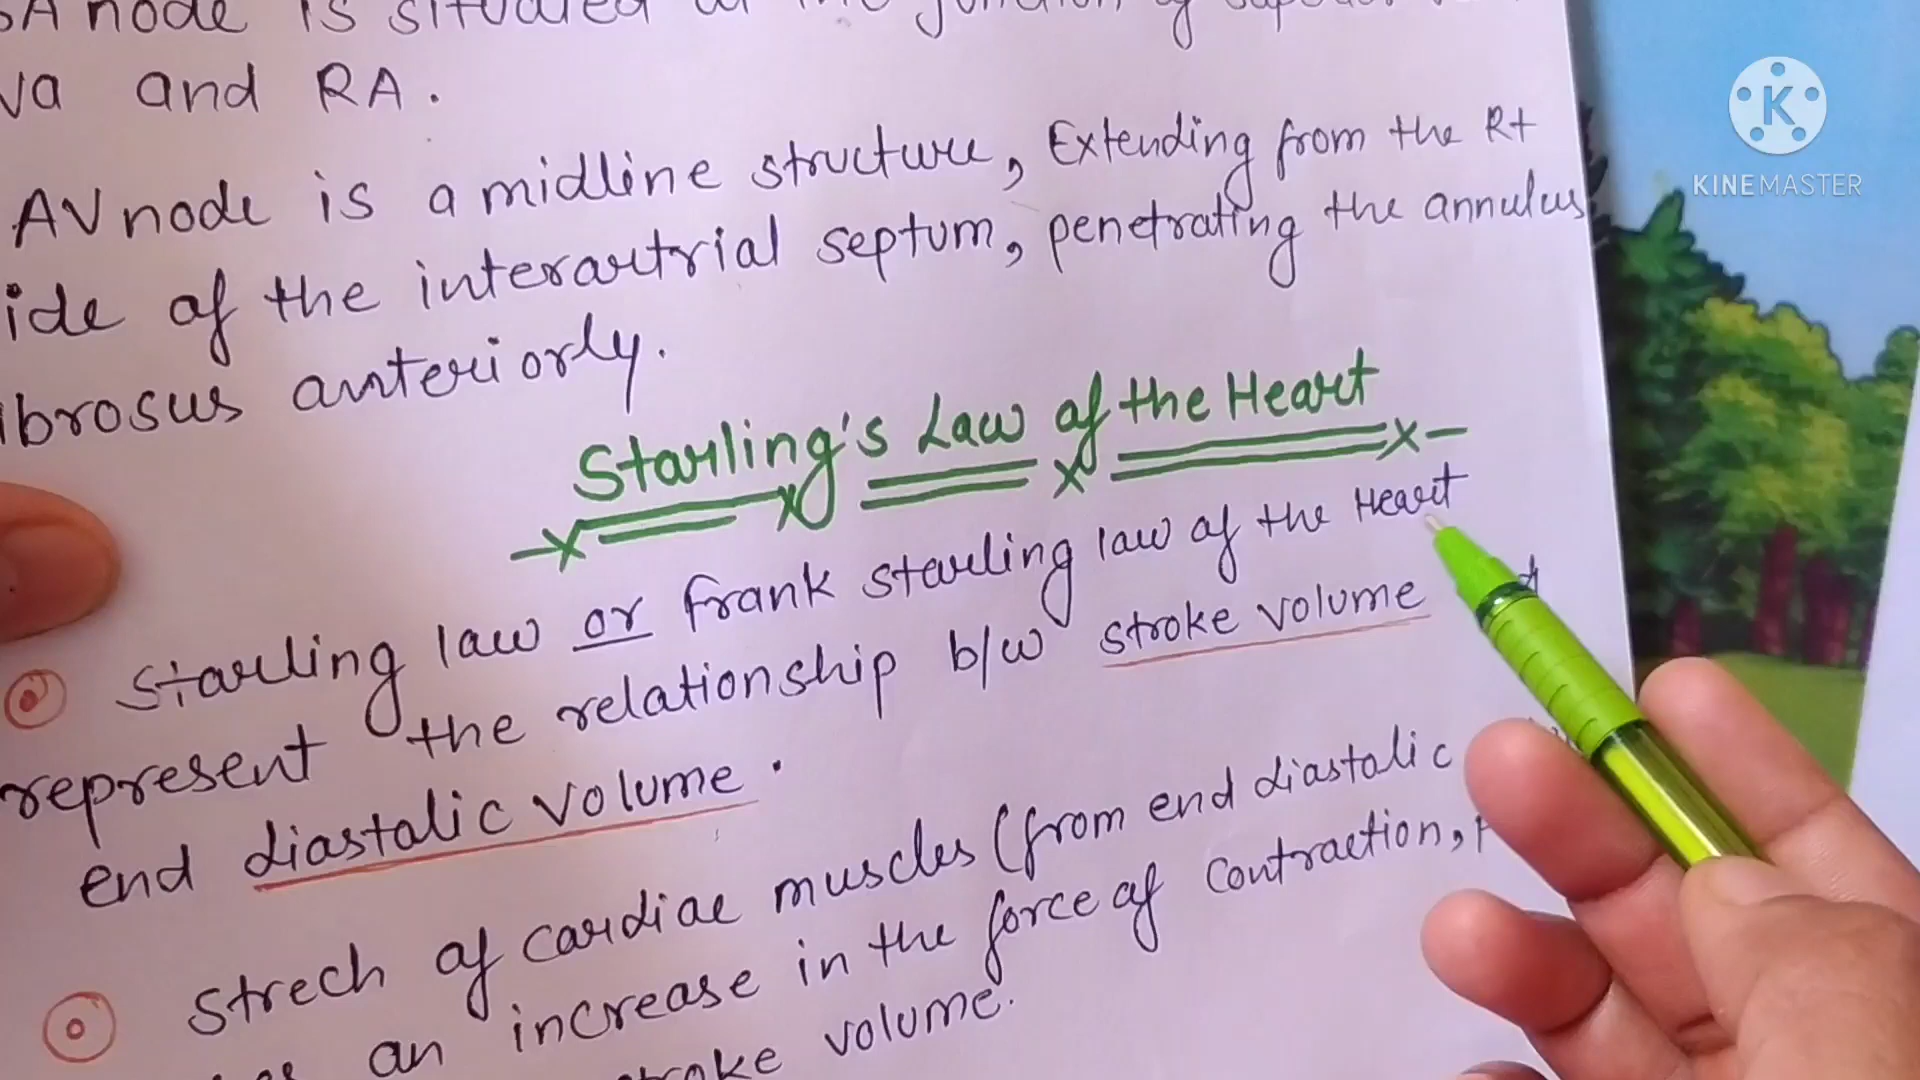 SA node is situated at the junction of
va and RA.
AV node is a midline structure, Extending from the Rt
ide of the interartrial septum, penetrating the annulus
ibrosus anteriorly.
Starling's Law of the Heart
Starling law or frank starling law of the Heart
represent the relationship b/w stroke volume
end diastalic volume.
Strech of cardiac muscles (from end diastalic
an increase in the force of contraction,
stroke volume.
K
KINEMASTER